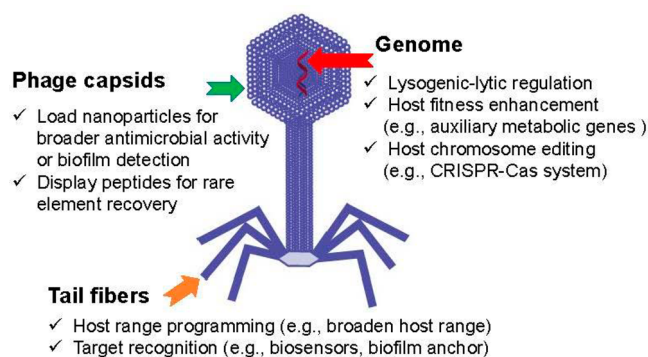 Genome
✓ Lysogenic-lytic regulation
✓ Host fitness enhancement
(e.g., auxiliary metabolic genes )
✓ Host chromosome editing
(e.g., CRISPR-Cas system)
Phage capsids
✓ Load nanoparticles for
broader antimicrobial activity
or biofilm detection
✓ Display peptides for rare
element recovery
Tail fibers
✓ Host range programming (e.g., broaden host range)
✓ Target recognition (e.g., biosensors, biofilm anchor)